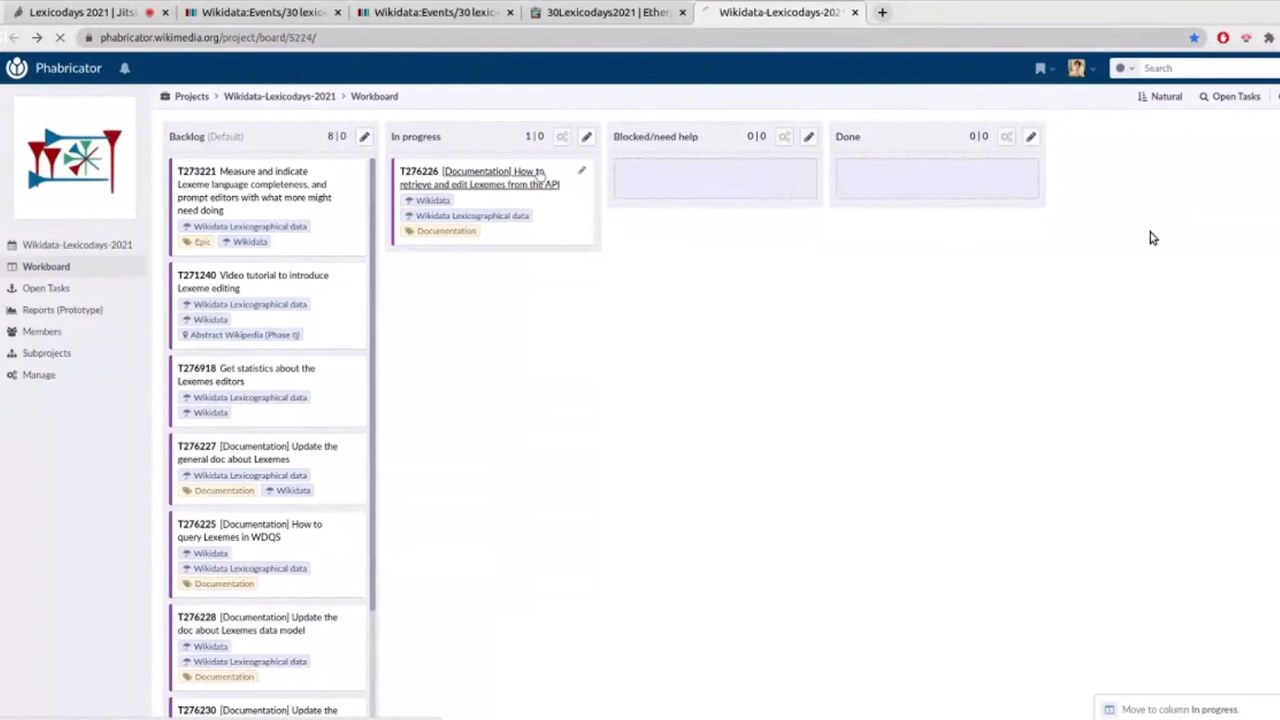 Lexicodays 2021 | Jitsi
Wikidata:Events/30 lexic
Wikidata:Events/30 lexic
30Lexicodays2021 | Ether
Wikidata-Lexicodays-202
phabricator.wikimedia.org/project/board/5224/
Phabricator
Search
Projects > Wikidata-Lexicodays-2021 > Workboard
Natural
Open Tasks
Wikidata-Lexicodays-2021
Workboard
Open Tasks
Reports (Prototype)
Members
Subprojects
Manage
Backlog (Default)
8|0
T273221 Measure and indicate
Lexeme language completeness, and
prompt editors with what more might
need doing
Wikidata Lexicographical data
Epic Wikidata
T271240 Video tutorial to introduce
Lexeme editing
Wikidata Lexicographical data
Wikidata
Abstract Wikipedia (Phase η)
T276918 Get statistics about the
Lexemes editors
Wikidata Lexicographical data
Wikidata
T276227 [Documentation] Update the
general doc about Lexemes
Wikidata Lexicographical data
Documentation Wikidata
T276225 [Documentation] How to
query Lexemes in WDQS
Wikidata
Wikidata Lexicographical data
Documentation
T276228 [Documentation] Update the
doc about Lexemes data model
Wikidata
Wikidata Lexicographical data
Documentation
T276230 [Documentation] Update the
In progress
1|0
T276226 [Documentation] How to
retrieve and edit Lexemes from the API
Wikidata
Wikidata Lexicographical data
Documentation
Blocked/need help
0|0
Done
0|0
Move to column In progress.